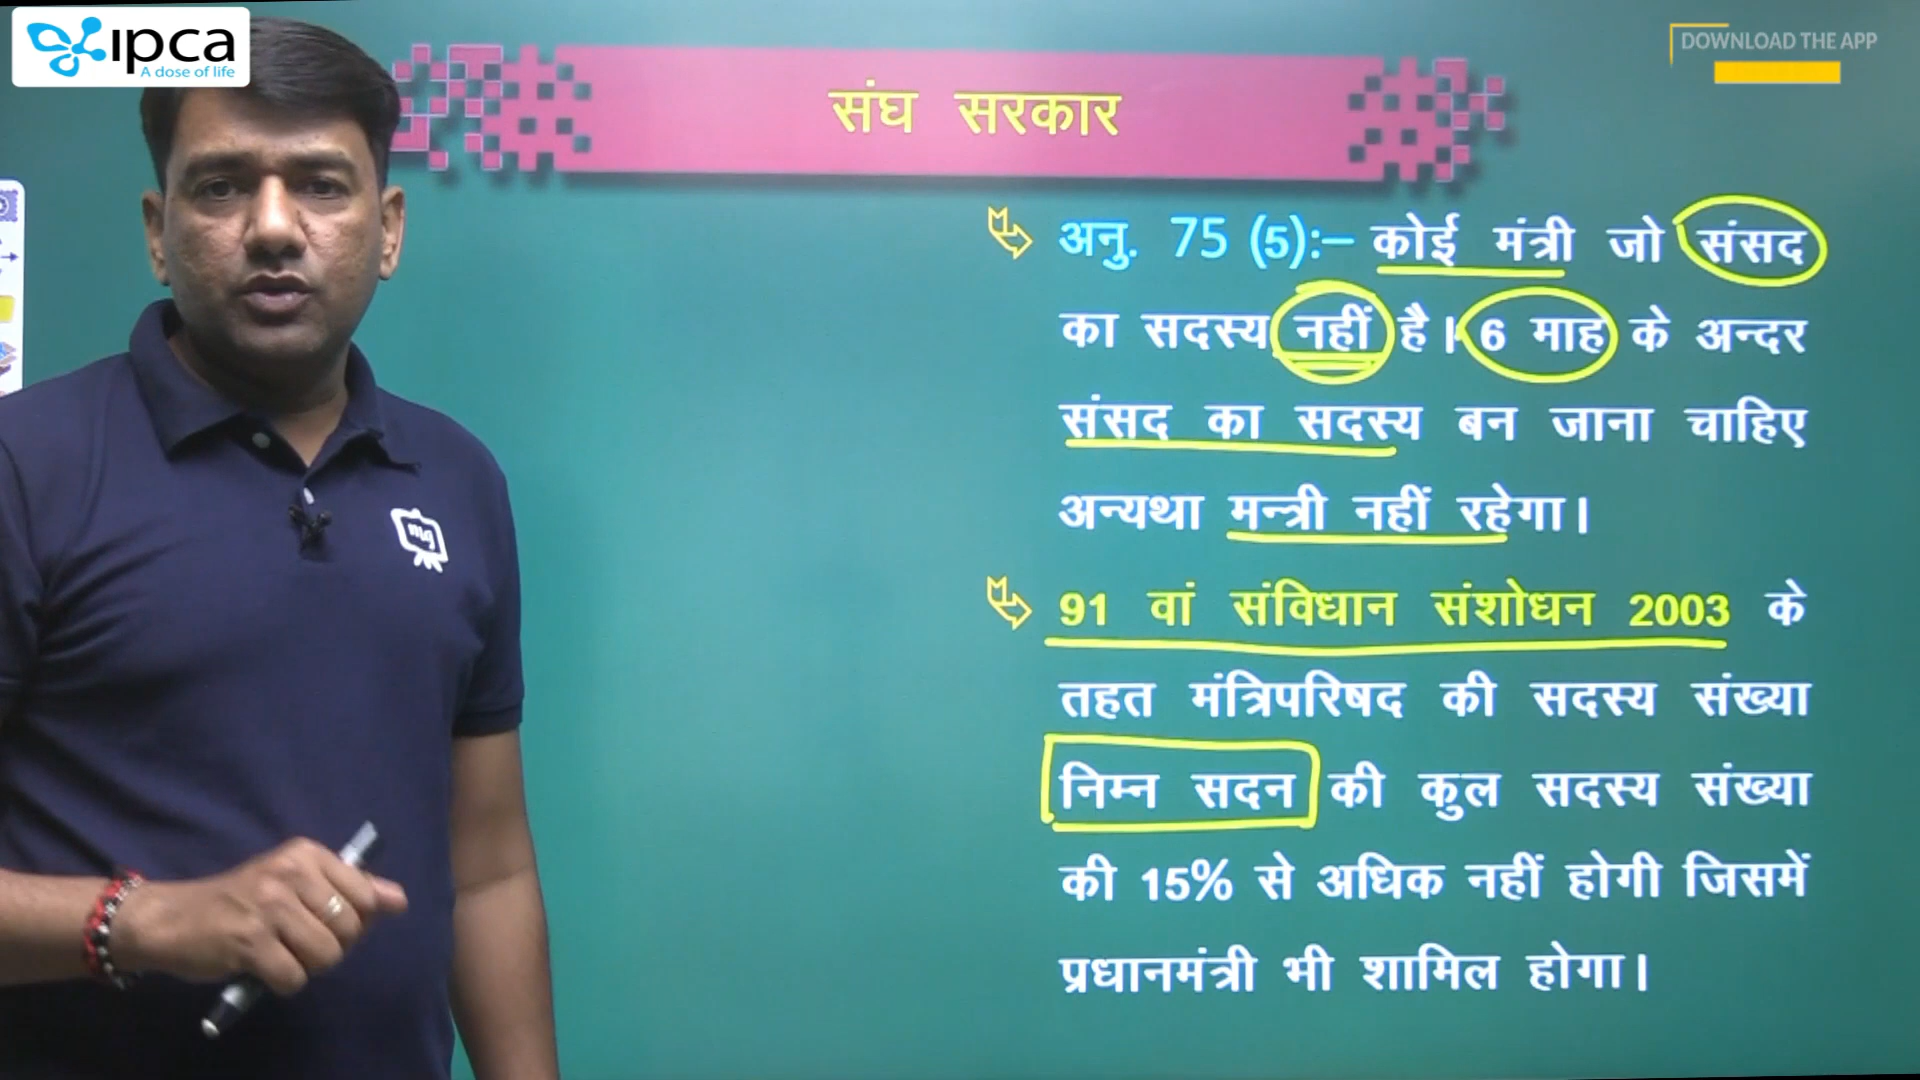 ipca
A dose of life
DOWNLOAD THE APP
संघ सरकार
अनु. 75 (5):– कोई मंत्री जो संसद
का सदस्य नहीं है। 6 माह के अन्दर
संसद का सदस्य बन जाना चाहिए
अन्यथा मन्त्री नहीं रहेगा।
91 वां संविधान संशोधन 2003 के
तहत मंत्रिपरिषद की सदस्य संख्या
निम्न सदन की कुल सदस्य संख्या
की 15% से अधिक नहीं होगी जिसमें
प्रधानमंत्री भी शामिल होगा।
mg